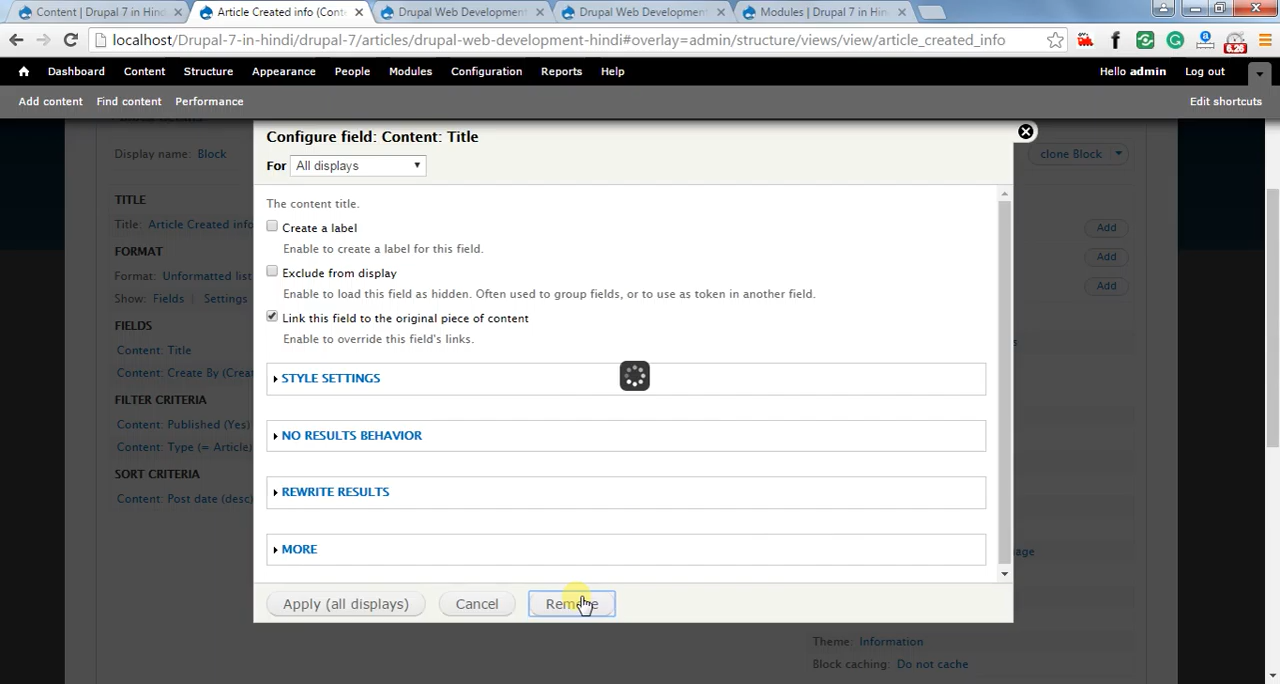 Content | Drupal 7 in Hind
Article Created info (Cont
Drupal Web Development
Drupal Web Development
Modules | Drupal 7 in Hin
localhost/Drupal-7-in-hindi/drupal-7/articles/drupal-web-development-hindi#overlay=admin/structure/views/view/article_created_info
6.26
Dashboard Content Structure Appearance People Modules Configuration Reports Help
Hello admin Log out
Add content Find content Performance
Edit shortcuts
Configure field: Content: Title
Display name: Block
clone Block
For All displays
TITLE
The content title.
Title: Article Created info
Create a label
Add
Enable to create a label for this field.
FORMAT
Add
Format: Unformatted list
Exclude from display
Add
Show: Fields | Settings
Enable to load this field as hidden. Often used to group fields, or to use as token in another field.
FIELDS
Link this field to the original piece of content
Enable to override this field's links.
Content: Title
Content: Create By (Crea
STYLE SETTINGS
FILTER CRITERIA
Content: Published (Yes)
NO RESULTS BEHAVIOR
Content: Type (= Article)
SORT CRITERIA
REWRITE RESULTS
Content: Post date (desc)
MORE
Apply (all displays) Cancel
Theme: Information
Block caching: Do not cache